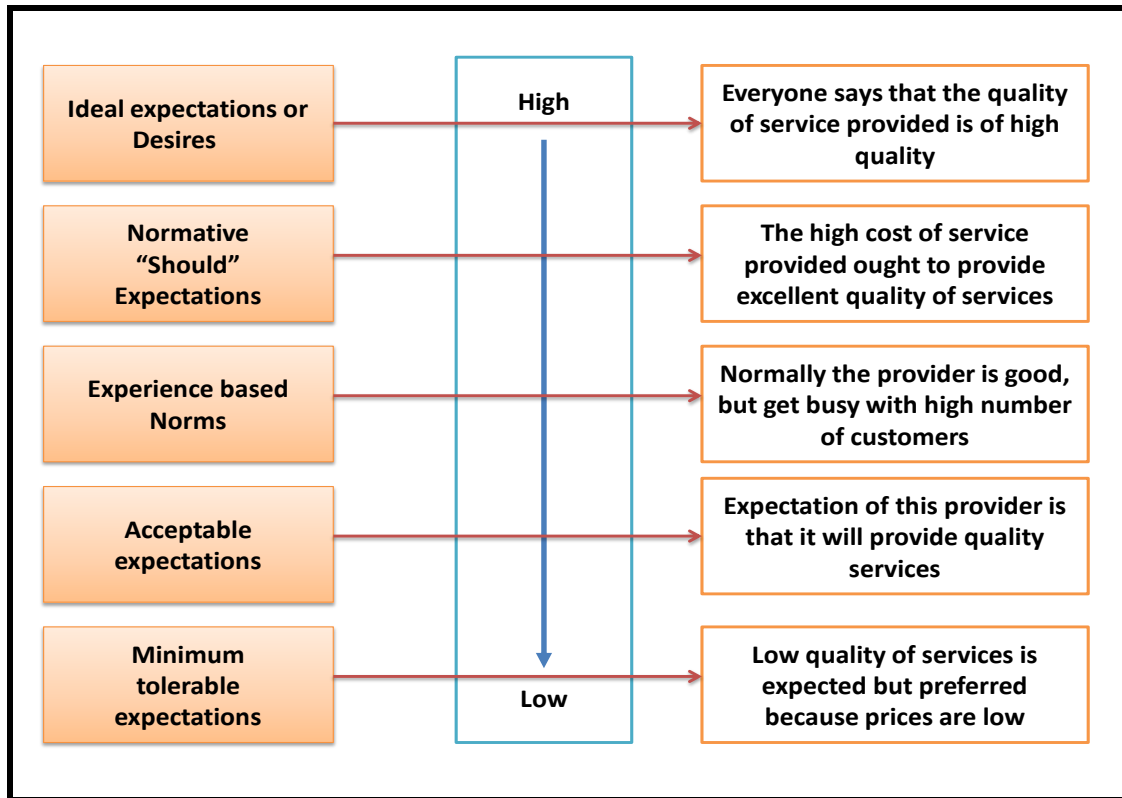 Ideal expectations or
Desires
High
Everyone says that the quality
of service provided is of high
quality
Normative
“Should”
Expectations
The high cost of service
provided ought to provide
excellent quality of services
Experience based
Norms
Normally the provider is good,
but get busy with high number
of customers
Acceptable
expectations
Expectation of this provider is
that it will provide quality
services
Minimum
tolerable
expectations
Low
Low quality of services is
expected but preferred
because prices are low